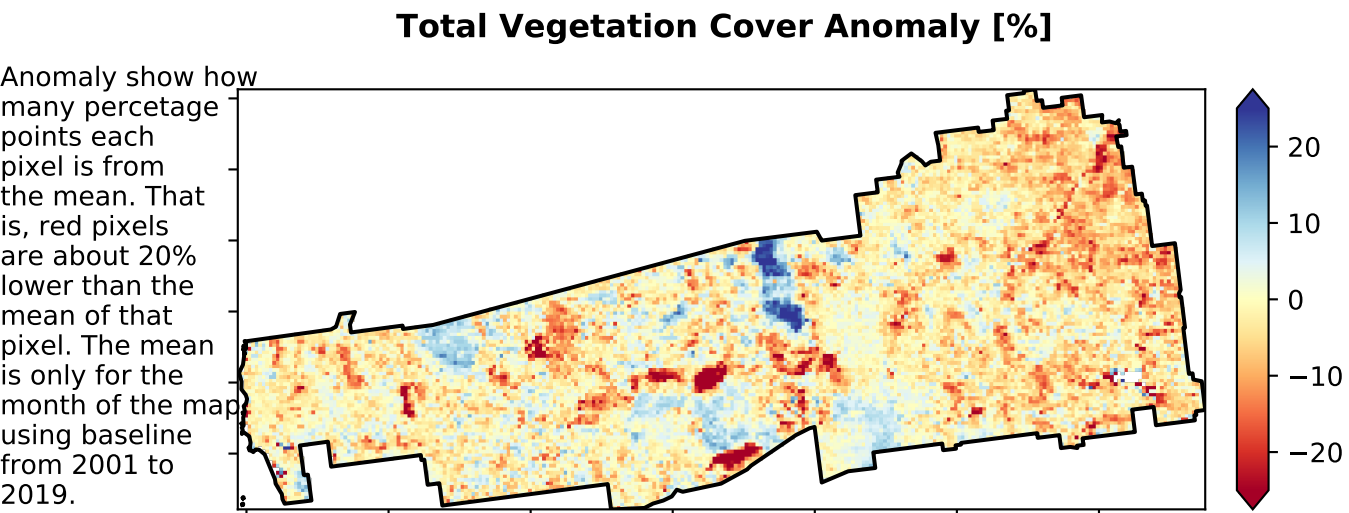 Total Vegetation Cover Anomaly [%]
Anomaly show how
many percetage
points each
pixel is from
the mean. That
is, red pixels
are about 20%
lower than the
mean of that
pixel. The mean
is only for the
month of the map
using baseline
from 2001 to
2019.
20
10
0
−10
−20